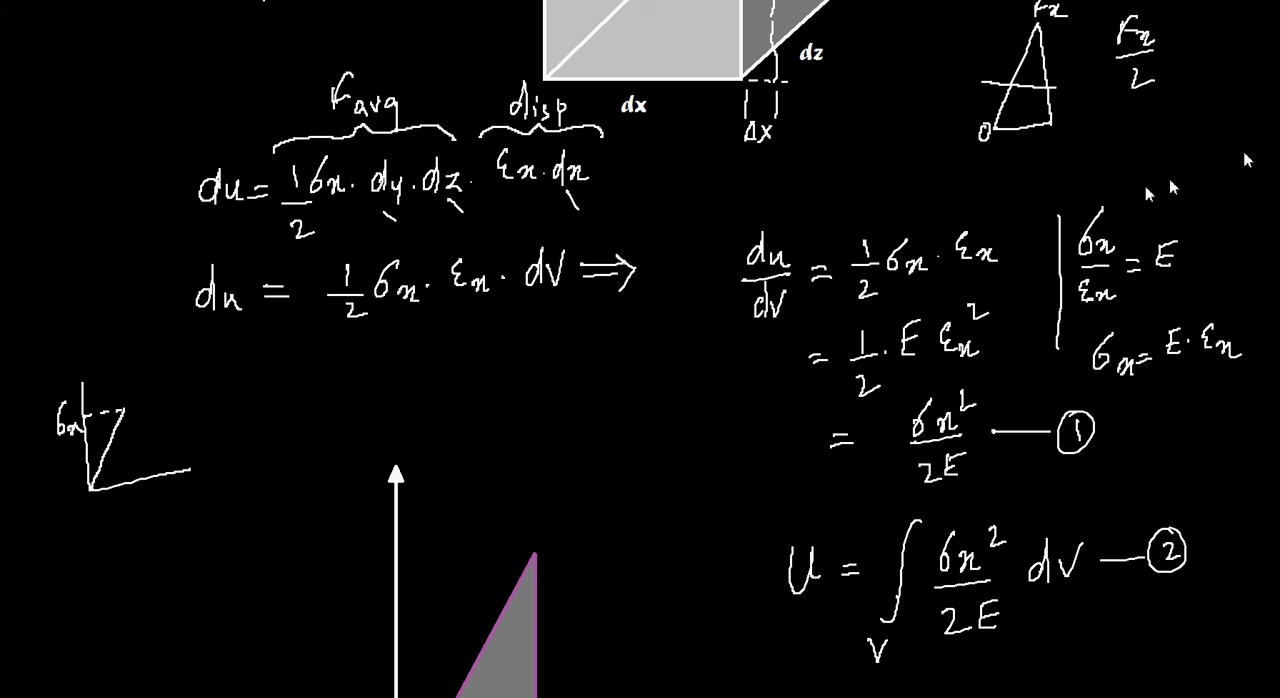 Fx
Fx/2
dz
dx
Δx
0
Favg disp
du = 1/2 σx · dy · dz · εx · dx
du = 1/2 σx · εx · dV ⟹
du/dV = 1/2 σx · εx
σx/εx = E
= 1/2 · E εx²
σx = E · εx
= σx²/2E — ①
σx
U = ∫V σx²/2E dV — ②